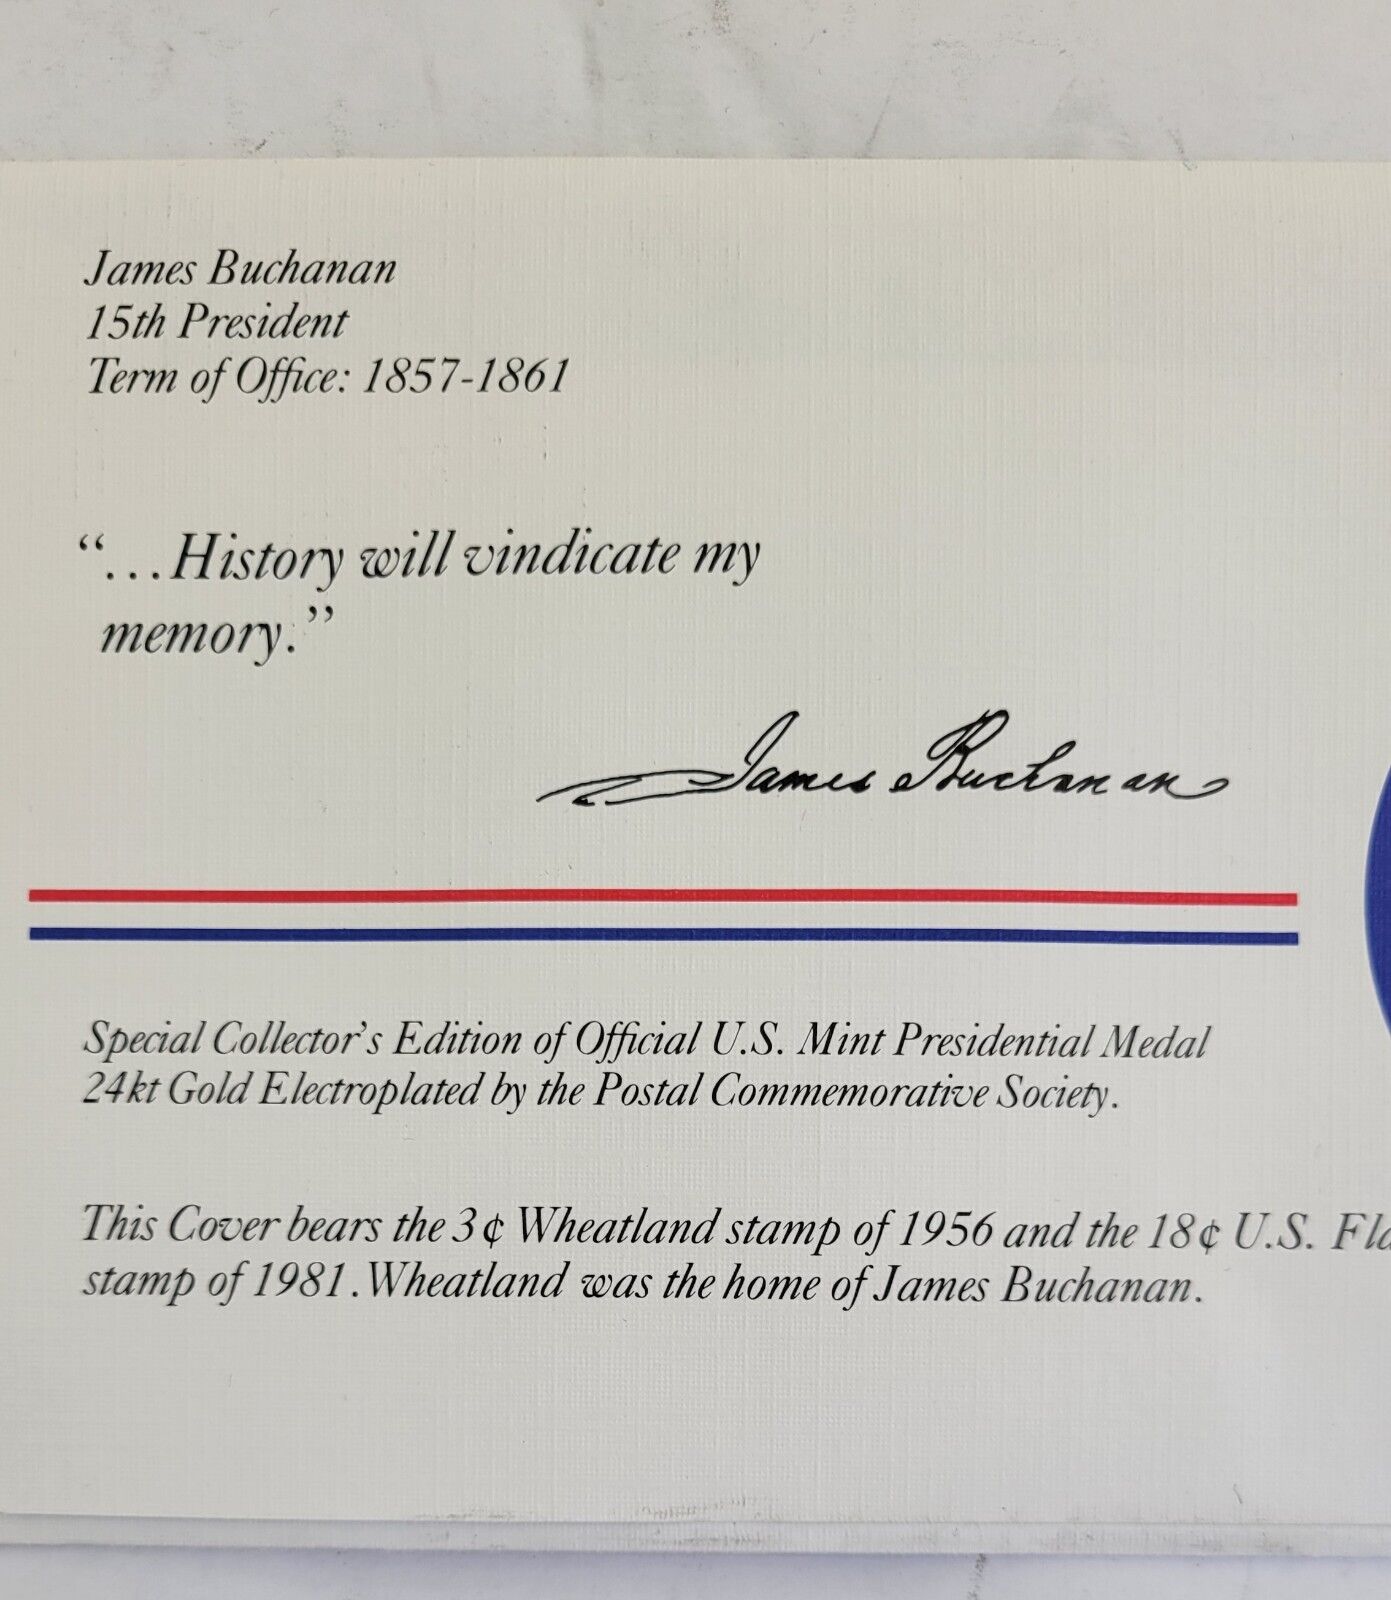 James Buchanan
15th President
Term of Office: 1857-1861
“...History will vindicate my
memory.”
James Buchanan
Special Collector's Edition of Official U.S. Mint Presidential Medal
24kt Gold Electroplated by the Postal Commemorative Society.
This Cover bears the 3¢ Wheatland stamp of 1956 and the 18¢ U.S.
stamp of 1981. Wheatland was the home of James Buchanan.